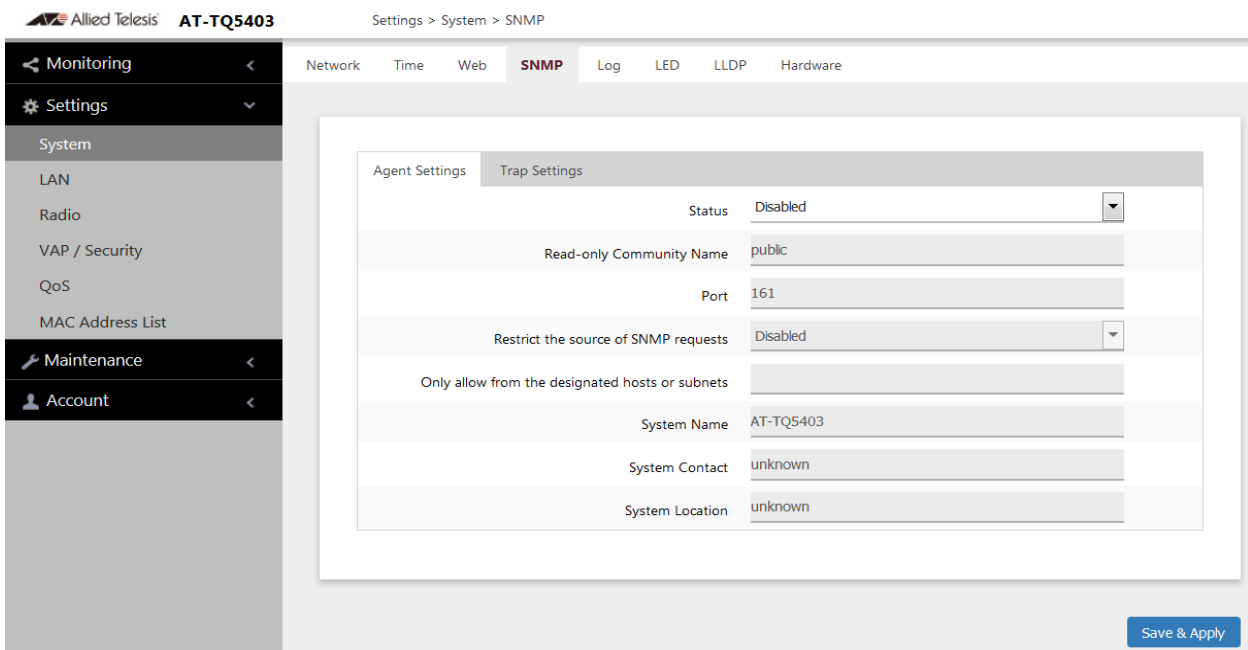 Allied Telesis AT-TQ5403
Settings > System > SNMP
Monitoring
Settings
System
LAN
Radio
VAP / Security
QoS
MAC Address List
Maintenance
Account
Network Time Web SNMP Log LED LLDP Hardware
Agent Settings Trap Settings
Status Disabled
Read-only Community Name public
Port 161
Restrict the source of SNMP requests Disabled
Only allow from the designated hosts or subnets
System Name AT-TQ5403
System Contact unknown
System Location unknown
Save & Apply